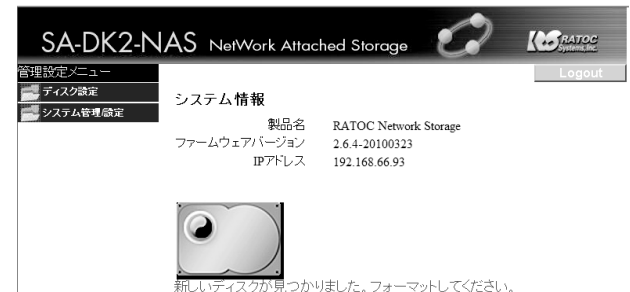 SA-DK2-NAS NetWork Attached Storage
RATOC Systems, Inc.
管理設定メニュー
Logout
ディスク設定
システム管理/設定
システム情報
製品名 RATOC Network Storage
ファームウェアバージョン 2.6.4-20100323
IPアドレス 192.168.66.93
新しいディスクが見つかりました。フォーマットしてください。